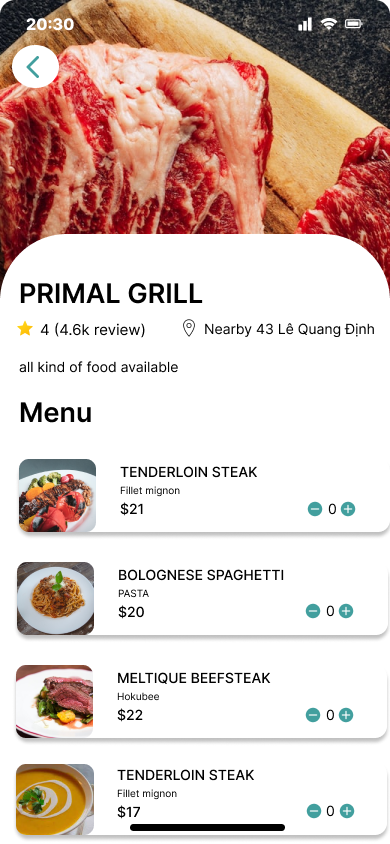 20:30
PRIMAL GRILL
4 (4.6k review)
Nearby 43 Lê Quang Định
all kind of food available
Menu
TENDERLOIN STEAK
Fillet mignon
$21
0
BOLOGNESE SPAGHETTI
PASTA
$20
0
MELTIQUE BEEFSTEAK
Hokubee
$22
0
TENDERLOIN STEAK
Fillet mignon
$17
0